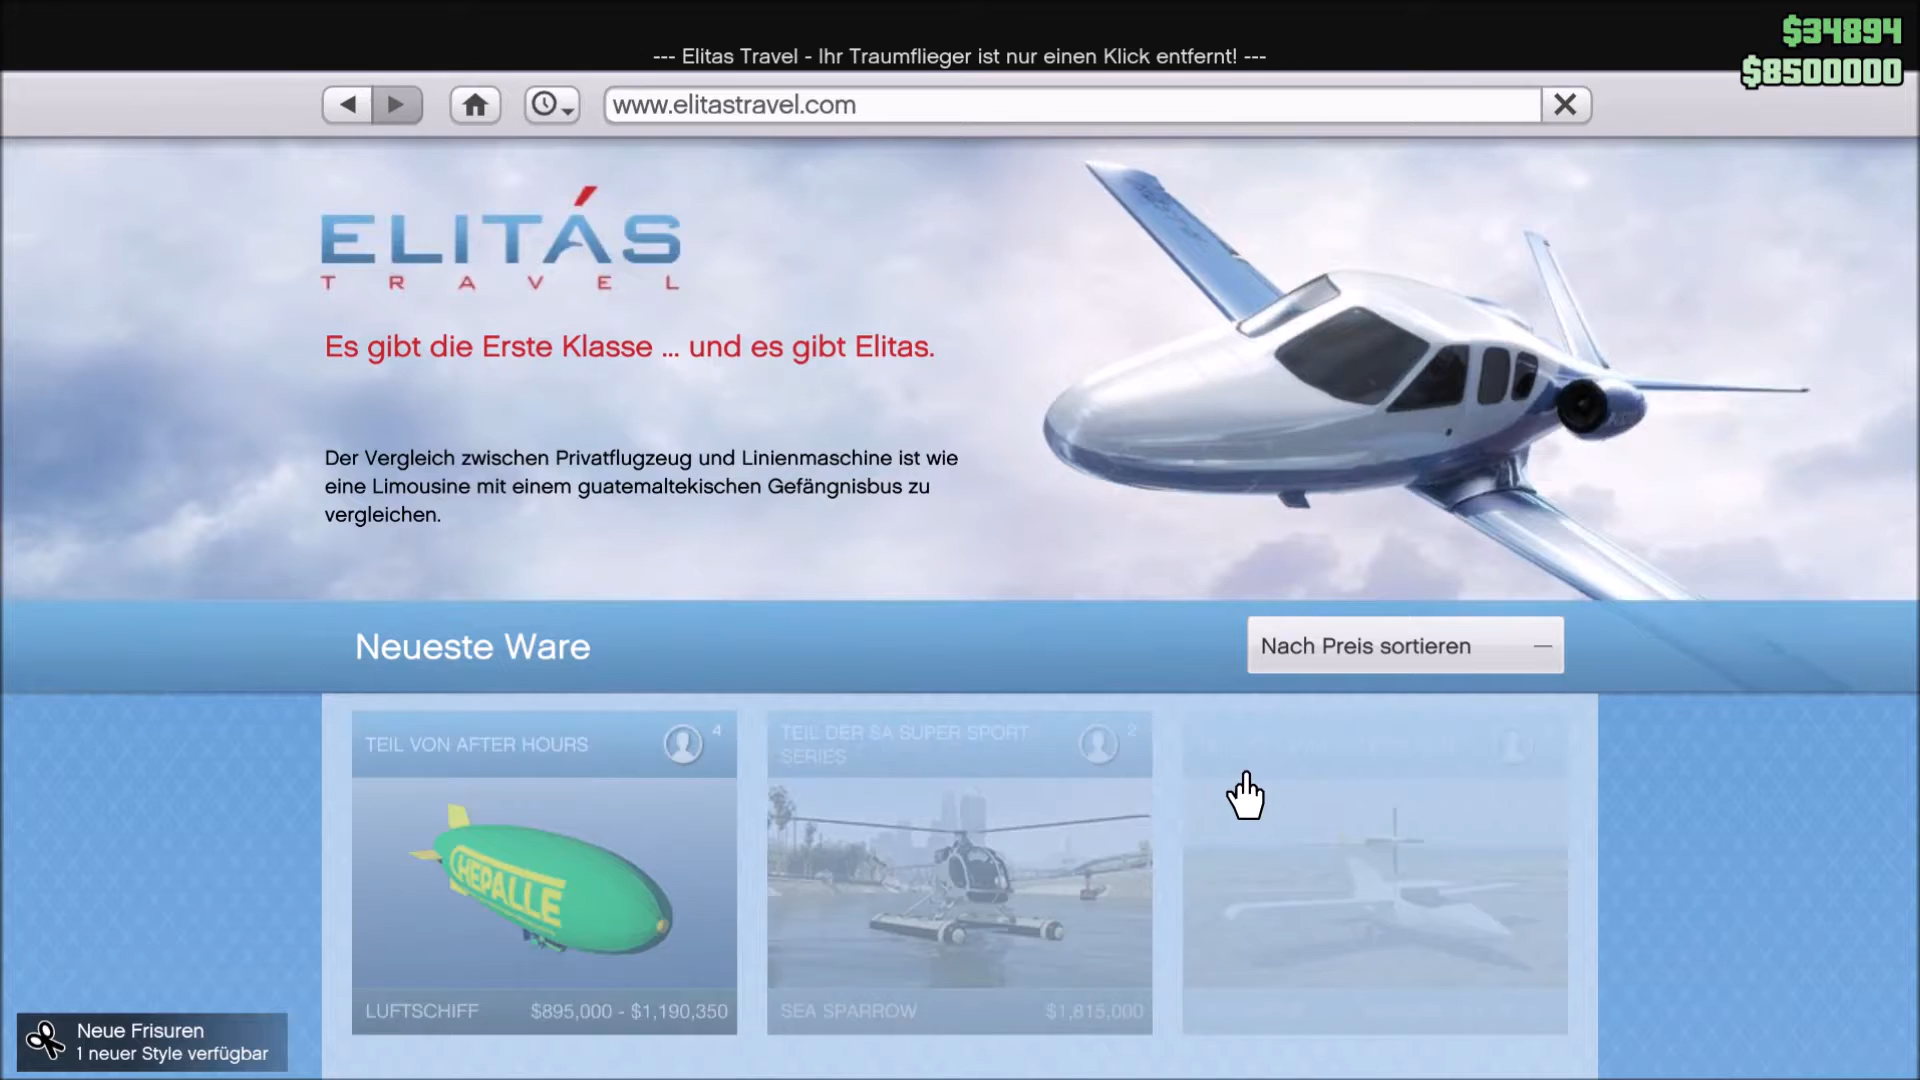 $34894
--- Elitas Travel - Ihr Traumflieger ist nur einen Klick entfernt! ---
$8500000
www.elitastravel.com
ELITÁS
TRAVEL
Es gibt die Erste Klasse ... und es gibt Elitas.
Der Vergleich zwischen Privatflugzeug und Linienmaschine ist wie
eine Limousine mit einem guatemaltekischen Gefängnisbus zu
vergleichen.
Neueste Ware
Nach Preis sortieren
TEIL VON AFTER HOURS
4
TEIL DER SA SUPER SPORT
SERIES
2
HEPALLE
LUFTSCHIFF
$895,000 - $1,190,350
SEA SPARROW
$1,815,000
Neue Frisuren
1 neuer Style verfügbar